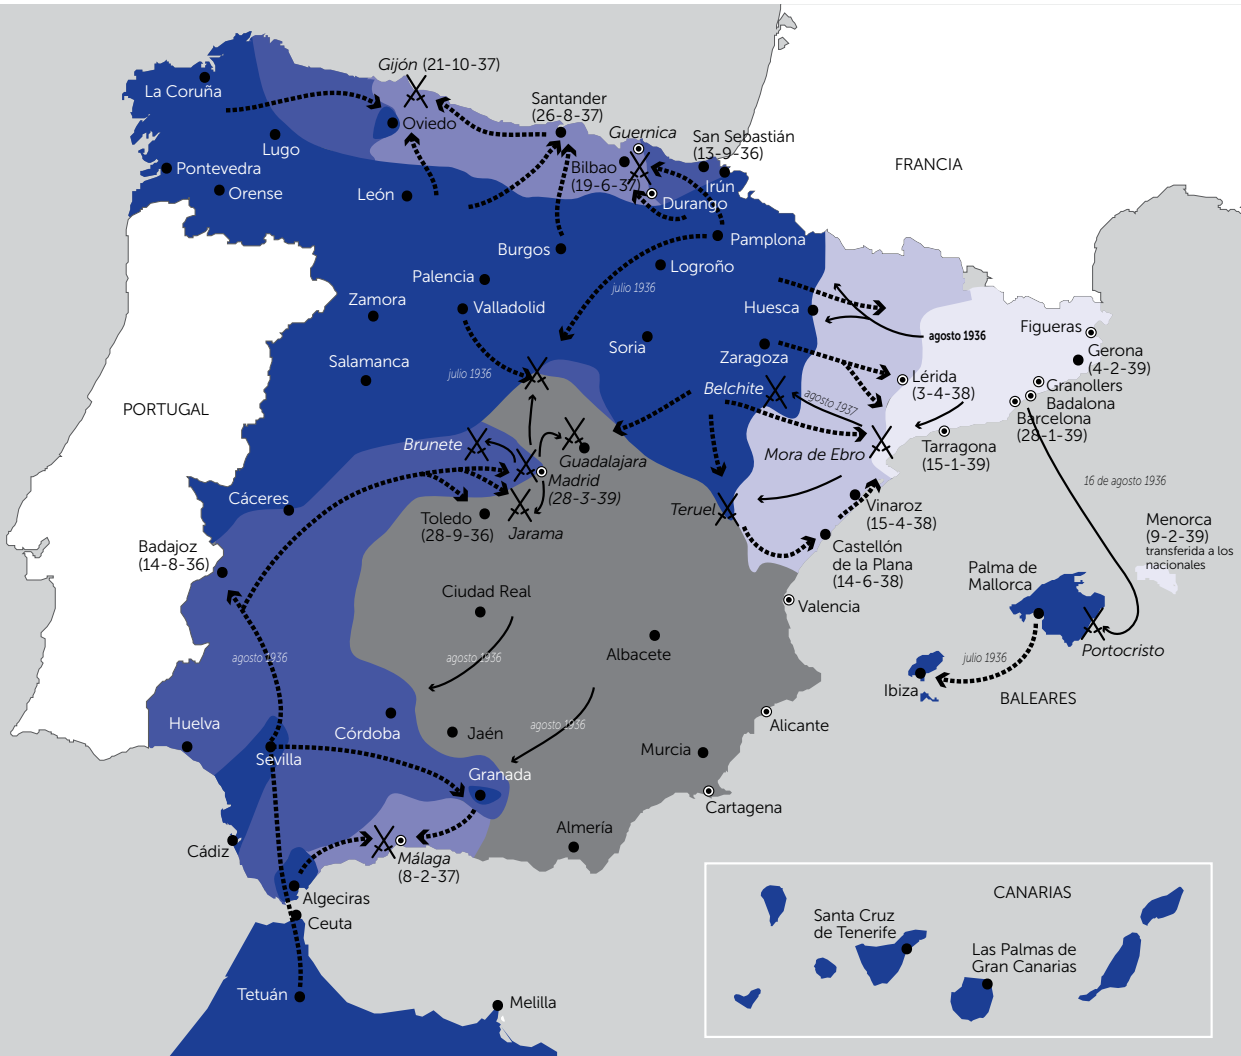 Gijón (21-10-37)
La Coruña
Santander
(26-8-37)
Oviedo
Guernica
San Sebastián
(13-9-36)
Lugo
FRANCIA
Pontevedra
Bilbao
(19-6-37)
Irún
Orense
León
Durango
Burgos
Pamplona
Logroño
Palencia
julio 1936
Zamora
Valladolid
Huesca
Figueras
agosto 1936
Soria
Zaragoza
Gerona
(4-2-39)
Salamanca
julio 1936
Lérida
(3-4-38)
Granollers
Badalona
Belchite
agosto 1937
PORTUGAL
Barcelona
(28-1-39)
Brunete
Guadalajara
Mora de Ebro
Tarragona
(15-1-39)
Madrid
(28-3-39)
16 de agosto 1936
Cáceres
Teruel
Vinaroz
(15-4-38)
Toledo
(28-9-36)
Jarama
Menorca
(9-2-39)
transferida a los
nacionales
Badajoz
(14-8-36)
Castellón
de la Plana
(14-6-38)
Palma de
Mallorca
Ciudad Real
Valencia
Albacete
Portocristo
agosto 1936
agosto 1936
julio 1936
Ibiza
BALEARES
Huelva
Córdoba
Jaén
agosto 1936
Alicante
Sevilla
Murcia
Granada
Cartagena
Almería
Cádiz
Málaga
(8-2-37)
Algeciras
Ceuta
CANARIAS
Santa Cruz
de Tenerife
Las Palmas de
Gran Canarias
Tetuán
Melilla